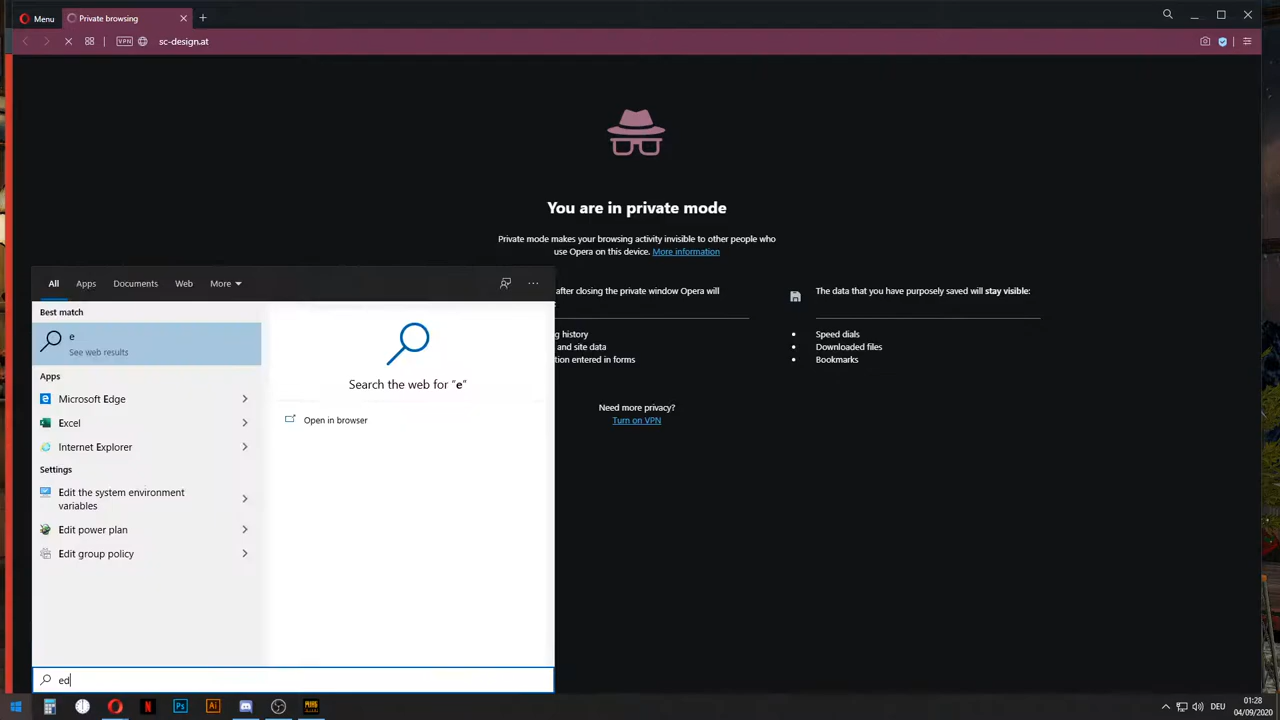 Menu
Private browsing
VPN
sc-design.at
You are in private mode
Private mode makes your browsing activity invisible to other people who
use Opera on this device. More information
after closing the private window Opera will
The data that you have purposely saved will stay visible:
history
and site data
entered in forms
Speed dials
Downloaded files
Bookmarks
Need more privacy?
Turn on VPN
All
Apps
Documents
Web
More
Best match
e
See web results
Apps
Microsoft Edge
Excel
Internet Explorer
Settings
Edit the system environment
variables
Edit power plan
Edit group policy
Search the web for "e"
Open in browser
ed
N
Ps
Ai
PUBG
DEU
01:28
04/09/2020